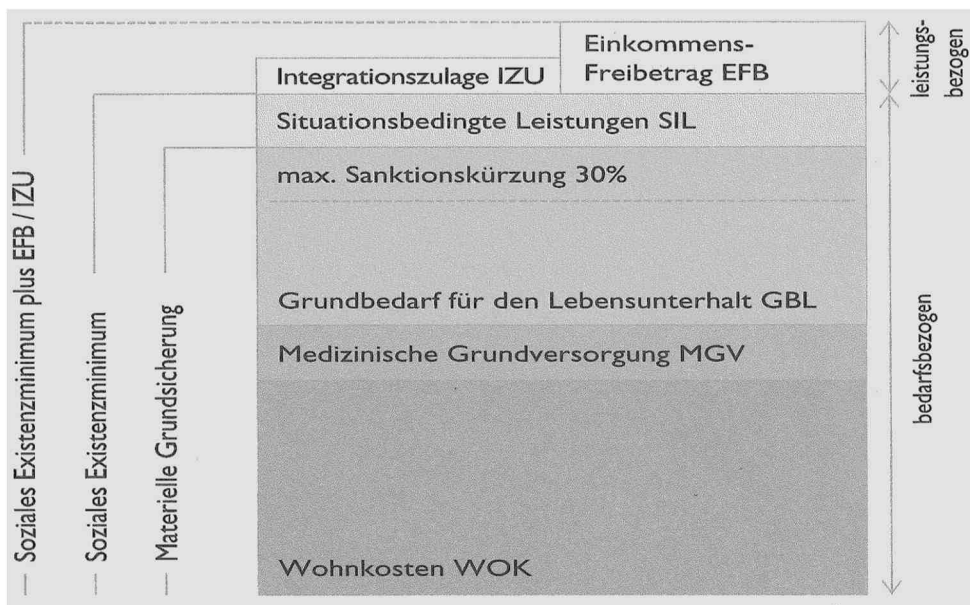 Einkommens-
Freibetrag EFB
Integrationszulage IZU
Situationsbedingte Leistungen SIL
max. Sanktionskürzung 30%
Grundbedarf für den Lebensunterhalt GBL
Medizinische Grundversorgung MGV
Wohnkosten WOK
Soziales Existenzminimum plus EFB / IZU
Soziales Existenzminimum
Materielle Grundsicherung
leistungs-
bezogen
bedarfsbezogen